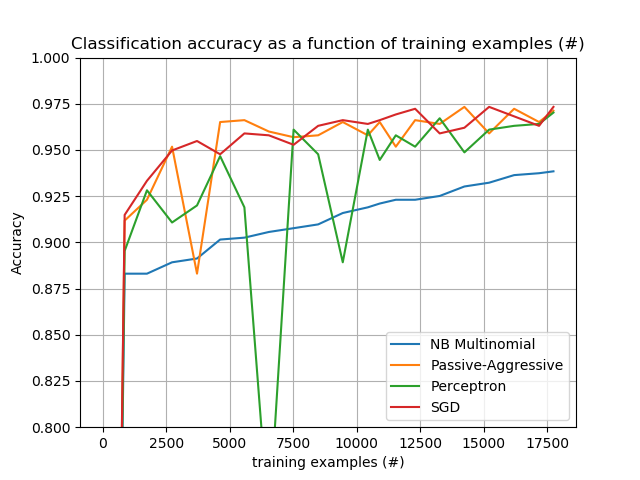 Classification accuracy as a function of training examples (#)
1.000
0.975
0.950
0.925
0.900
0.875
0.850
0.825
0.800
Accuracy
NB Multinomial
Passive-Aggressive
Perceptron
SGD
0 2500 5000 7500 10000 12500 15000 17500
training examples (#)